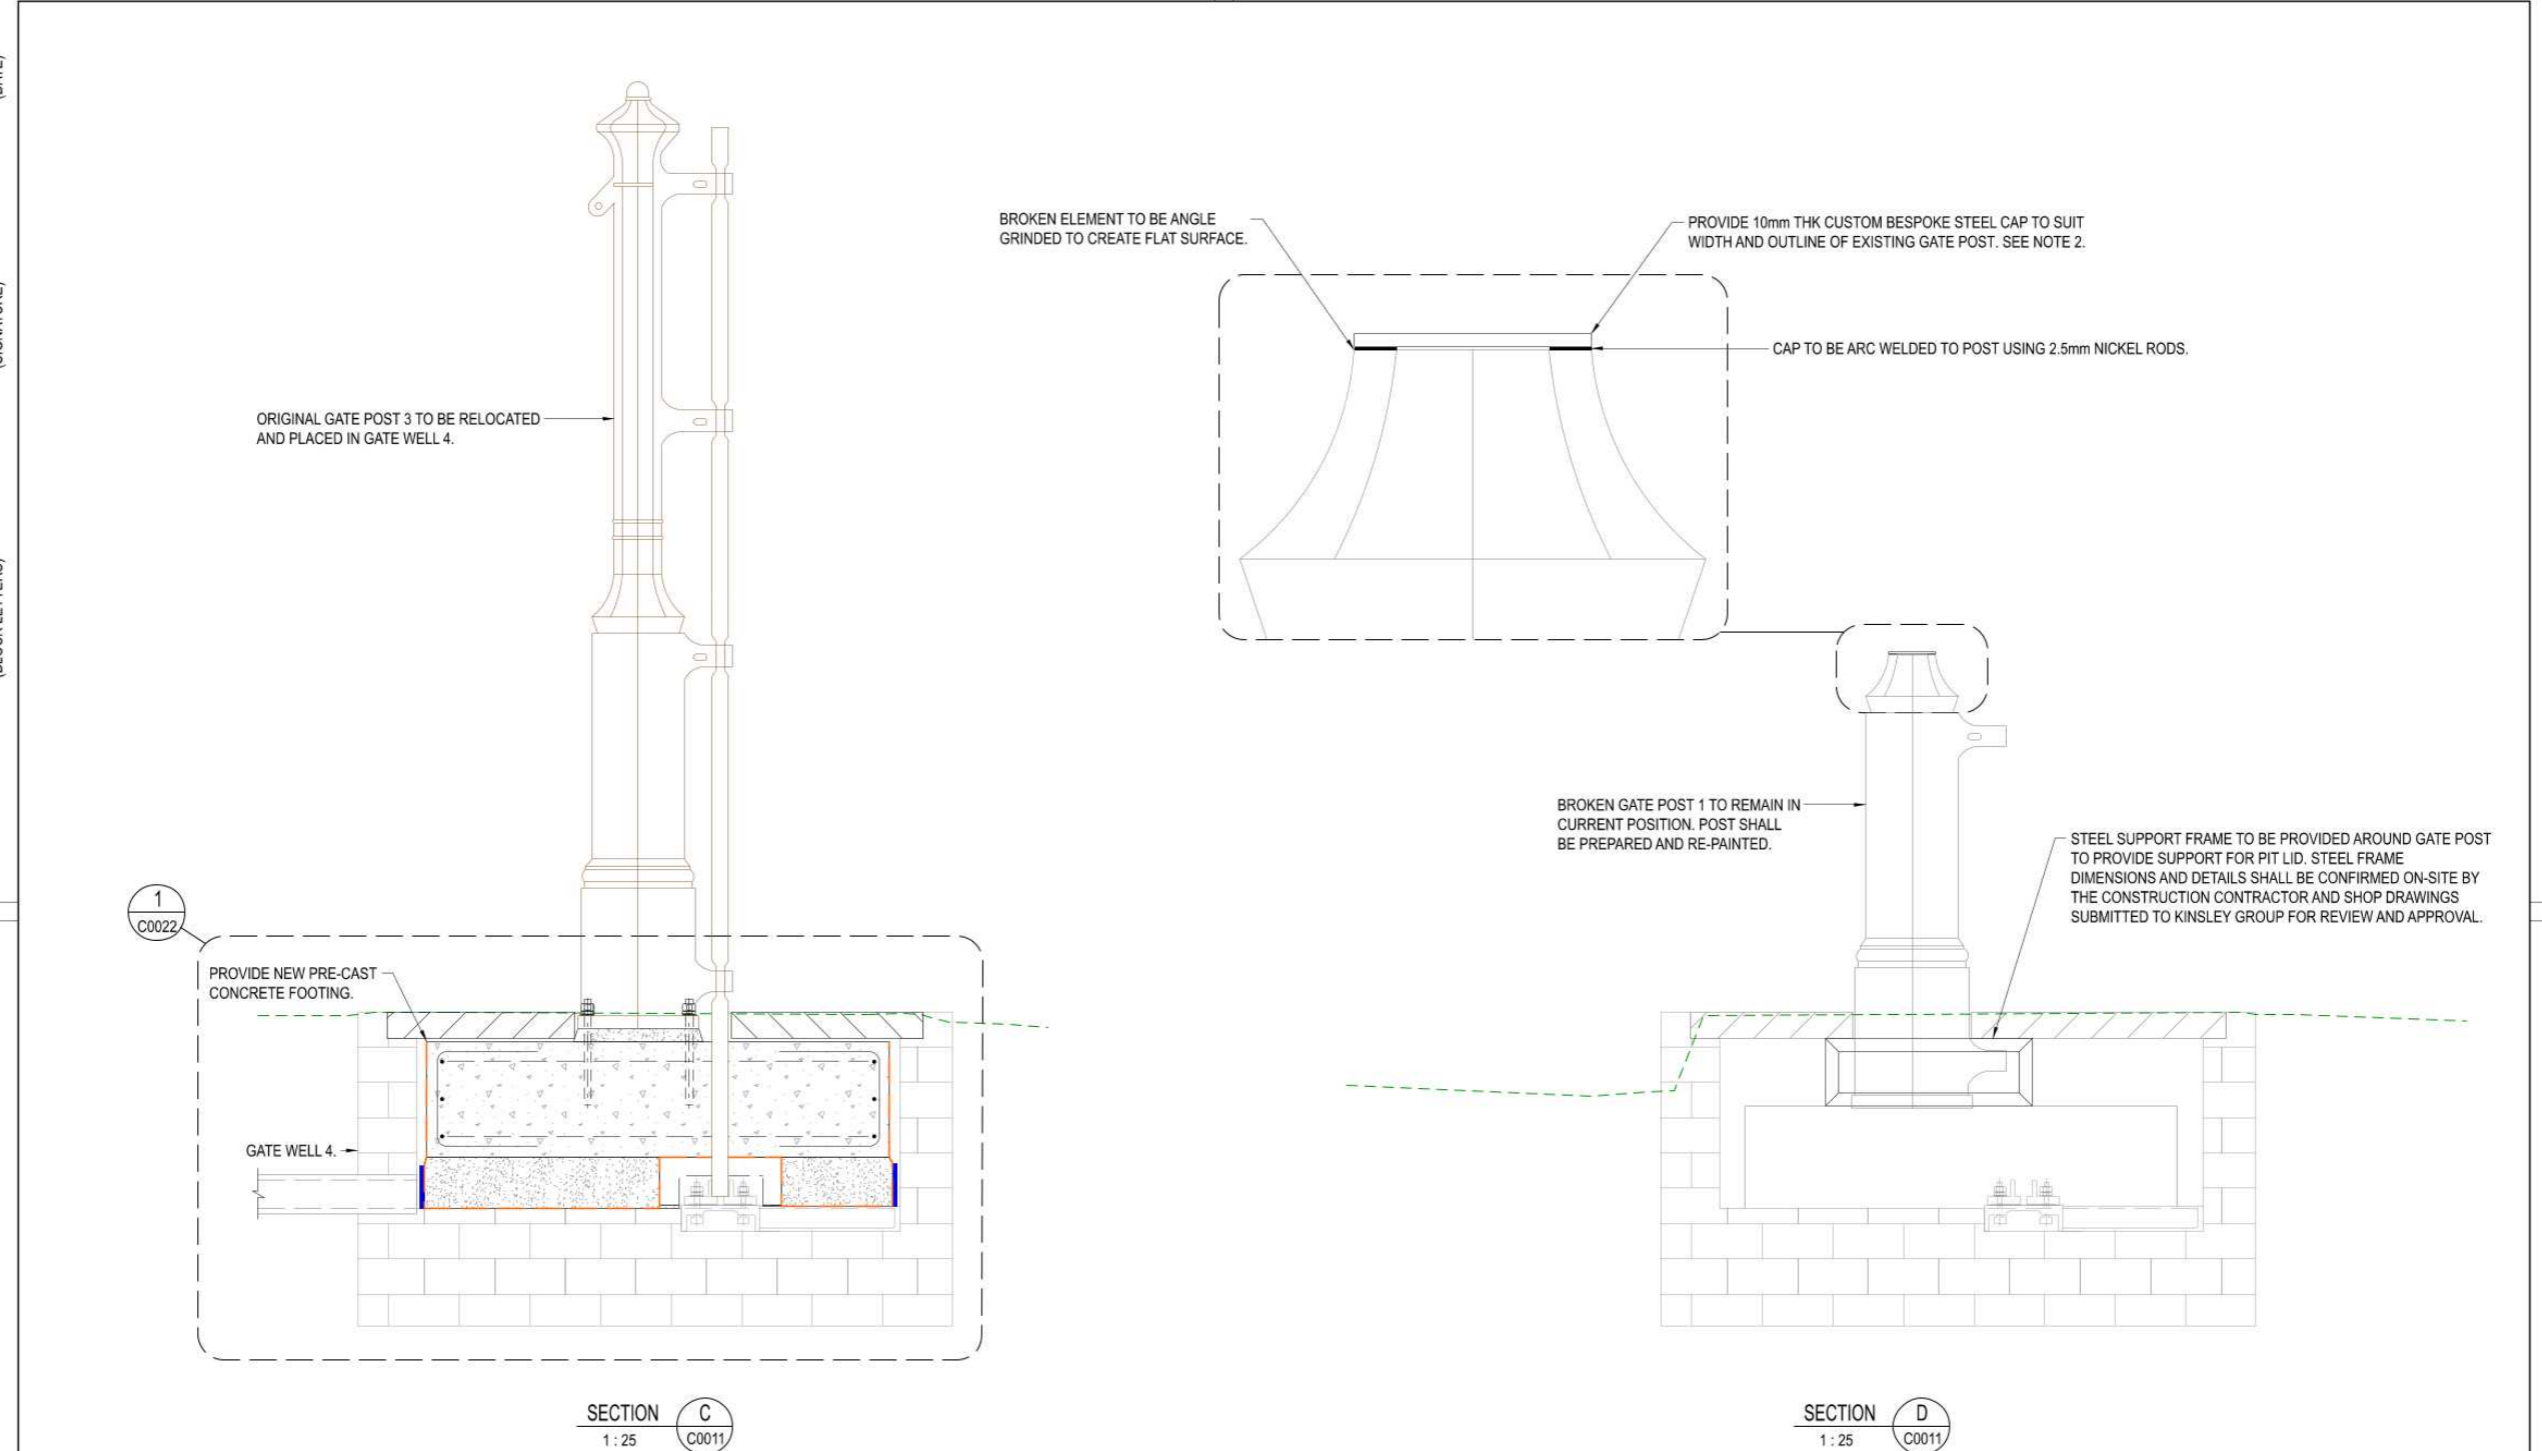 BROKEN ELEMENT TO BE ANGLE
GRINDED TO CREATE FLAT SURFACE.
PROVIDE 10mm THK CUSTOM BESPOKE STEEL CAP TO SUIT
WIDTH AND OUTLINE OF EXISTING GATE POST. SEE NOTE 2.
CAP TO BE ARC WELDED TO POST USING 2.5mm NICKEL RODS.
ORIGINAL GATE POST 3 TO BE RELOCATED
AND PLACED IN GATE WELL 4.
BROKEN GATE POST 1 TO REMAIN IN
CURRENT POSITION. POST SHALL
BE PREPARED AND RE-PAINTED.
STEEL SUPPORT FRAME TO BE PROVIDED AROUND GATE POST
TO PROVIDE SUPPORT FOR PIT LID. STEEL FRAME
DIMENSIONS AND DETAILS SHALL BE CONFIRMED ON-SITE BY
THE CONSTRUCTION CONTRACTOR AND SHOP DRAWINGS
SUBMITTED TO KINSLEY GROUP FOR REVIEW AND APPROVAL.
1
C0022
PROVIDE NEW PRE-CAST
CONCRETE FOOTING.
GATE WELL 4.
SECTION
1 : 25
C
C0011
SECTION
1 : 25
D
C0011